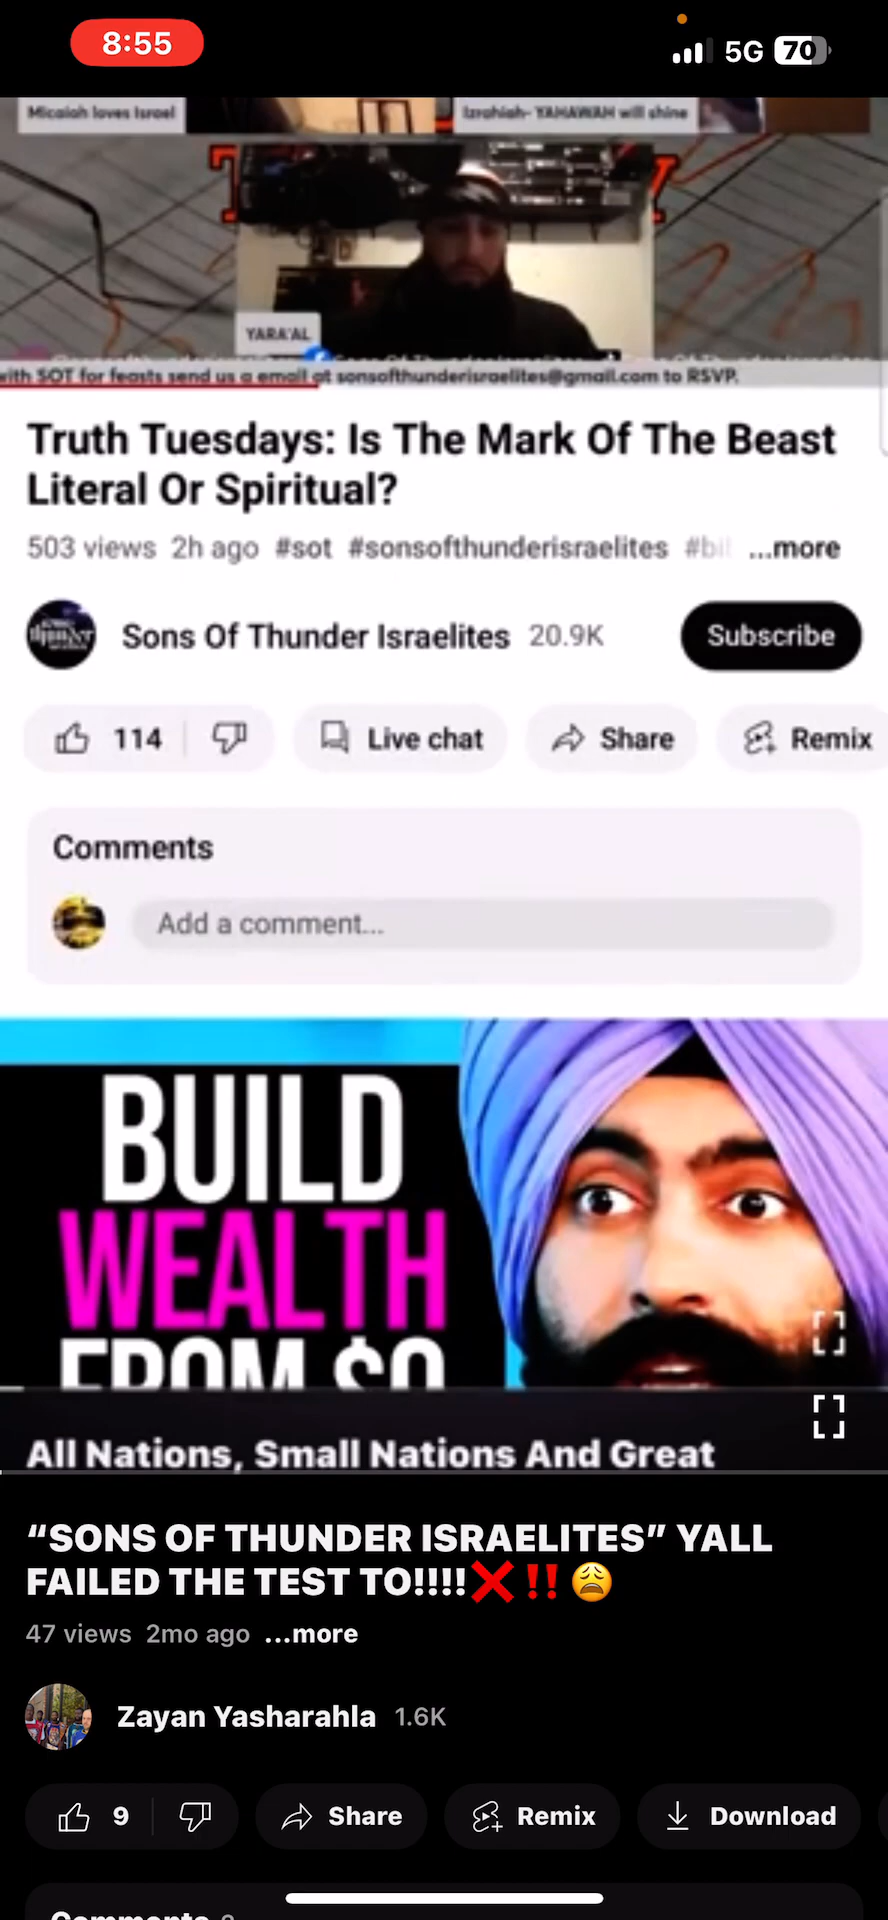 8:55
5G 70
Micaiah loves Israel
Izrahiah- YAHAWAH will shine
YARA'AL
with SOT for feasts send us a email at sonsofthunderisraelites@gmail.com to RSVP.
Truth Tuesdays: Is The Mark Of The Beast
Literal Or Spiritual?
503 views 2h ago #sot #sonsofthunderisraelites #bi ...more
Sons Of Thunder Israelites 20.9K Subscribe
114 Live chat Share Remix
Comments
Add a comment...
BUILD
WEALTH
FROM $0
All Nations, Small Nations And Great
“SONS OF THUNDER ISRAELITES” YALL
FAILED THE TEST TO!!!!❌‼️😩
47 views 2mo ago ...more
Zayan Yasharahla 1.6K
9 Share Remix Download
Comments